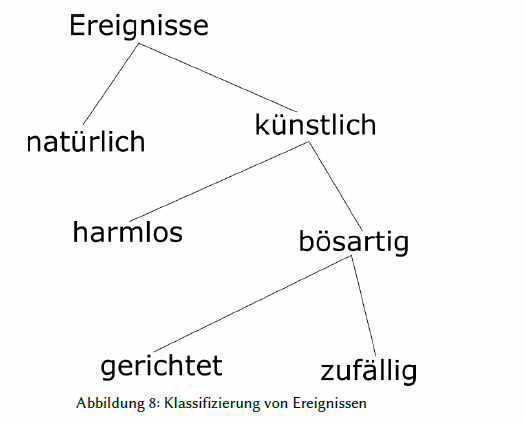 Ereignisse
natürlich
künstlich
harmlos
bösartig
gerichtet
zufällig
Abbildung 8: Klassifizierung von Ereignissen